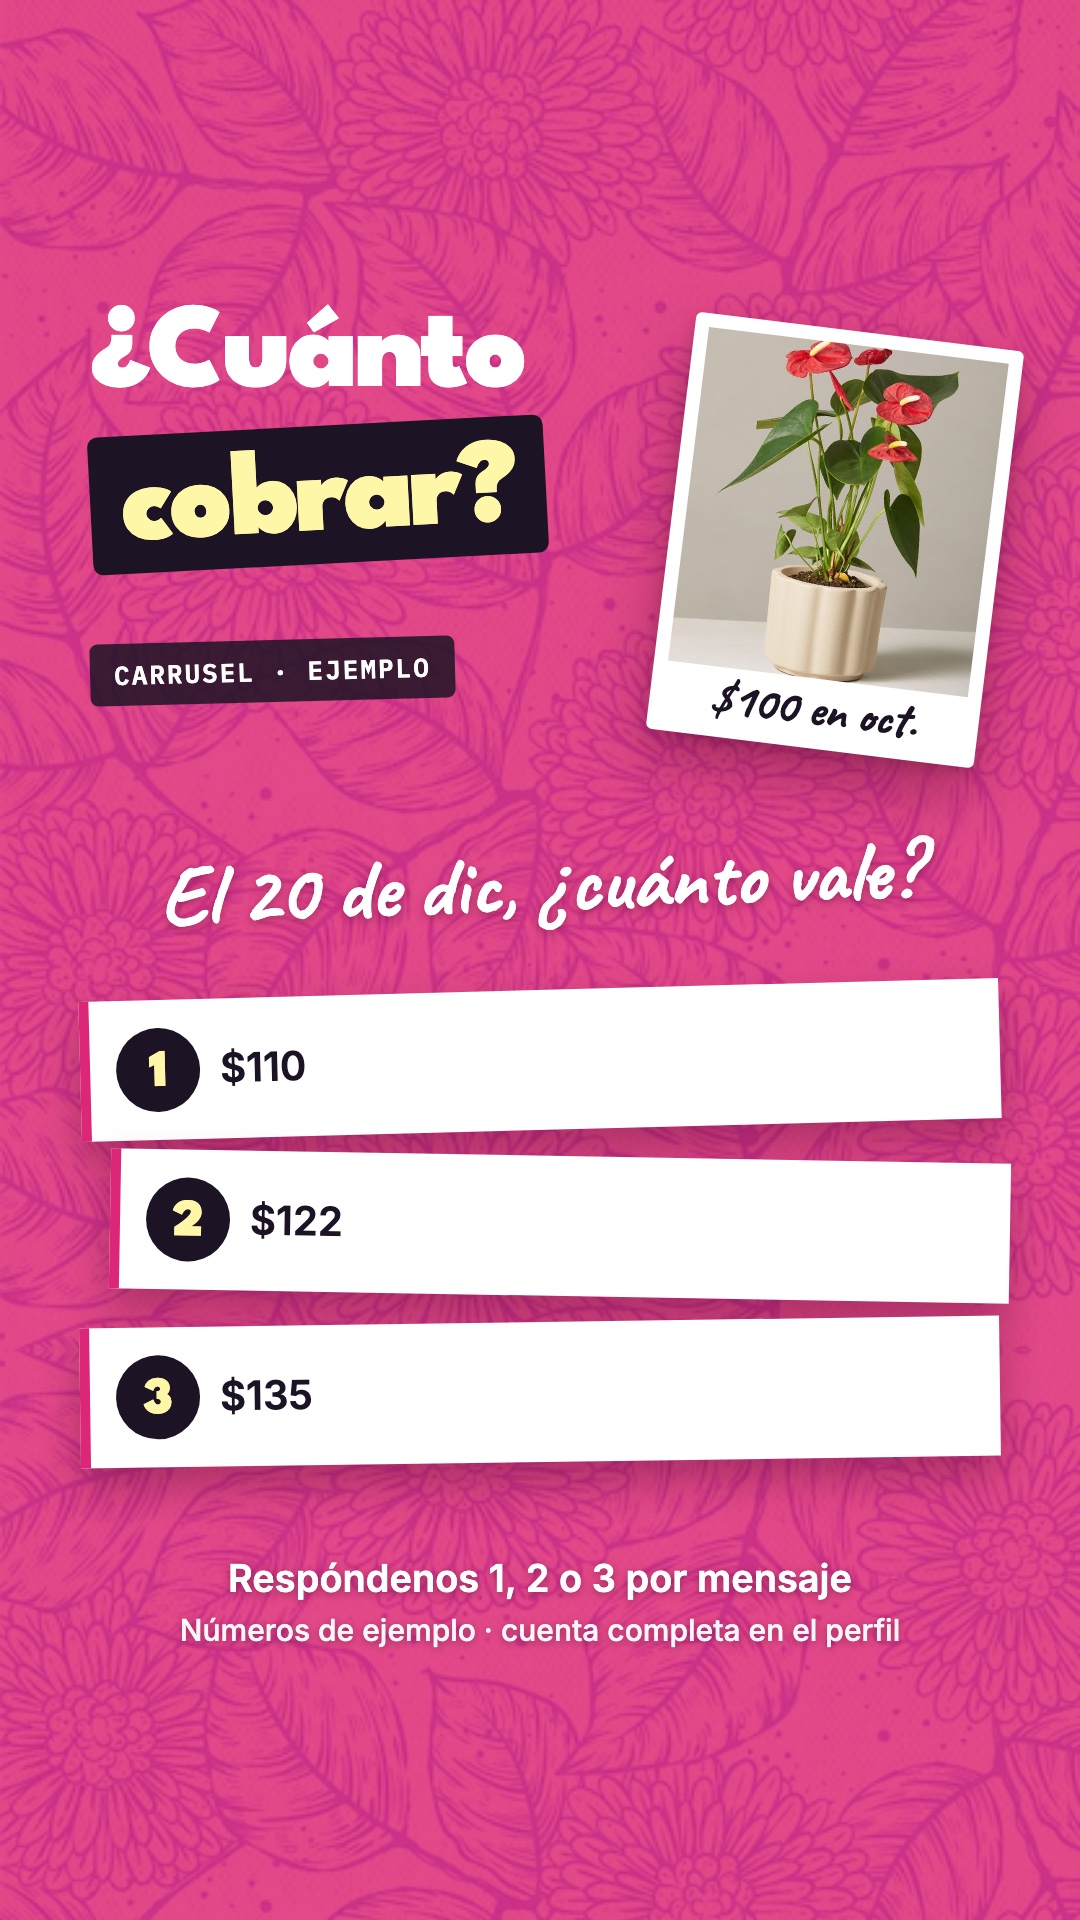 ¿Cuánto
cobrar?
CARRUSEL · EJEMPLO
$100 en oct.
El 20 de dic, ¿cuánto vale?
1 $110
2 $122
3 $135
Respóndenos 1, 2 o 3 por mensaje
Números de ejemplo · cuenta completa en el perfil